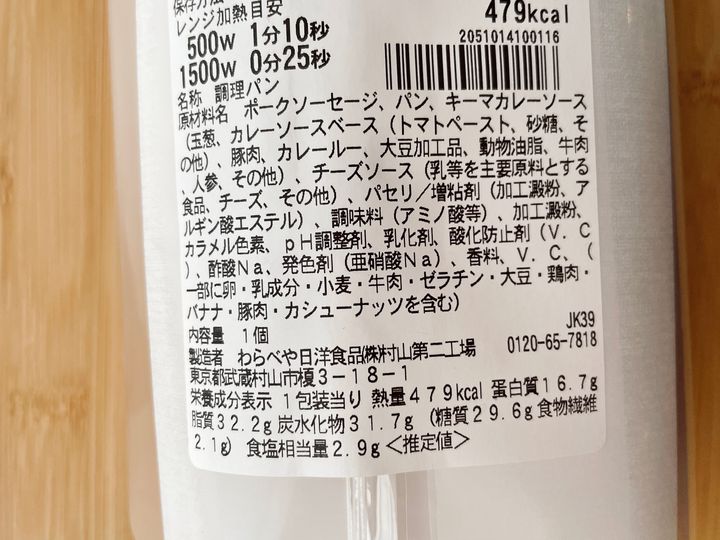 保存方法
レンジ加熱目安
500W 1分10秒
1500W 0分25秒
479kcal
2051014100116
名称 調理パン
原材料名 ポークソーセージ、パン、キーマカレーソース
(玉葱、カレーソースベース(トマトペースト、砂糖、そ
の他)、豚肉、カレールー、大豆加工品、動物油脂、牛肉
、人参、その他)、チーズソース(乳等を主要原料とする
食品、チーズ、その他)、パセリ/増粘剤(加工澱粉、ア
ルギン酸エステル)、調味料(アミノ酸等)、加工澱粉、
カラメル色素、pH調整剤、乳化剤、酸化防止剤(V.C
)、酢酸Na、発色剤(亜硝酸Na)、香料、V.C、(
一部に卵・乳成分・小麦・牛肉・ゼラチン・大豆・鶏肉・
バナナ・豚肉・カシューナッツを含む)
内容量 1個
JK39
製造者 わらべや日洋食品(株)村山第二工場
0120-65-7818
東京都武蔵村山市榎3-18-1
栄養成分表示 1包装当り 熱量479kcal 蛋白質16.7g
脂質32.2g 炭水化物31.7g (糖質29.6g 食物繊維
2.1g) 食塩相当量2.9g <推定値>